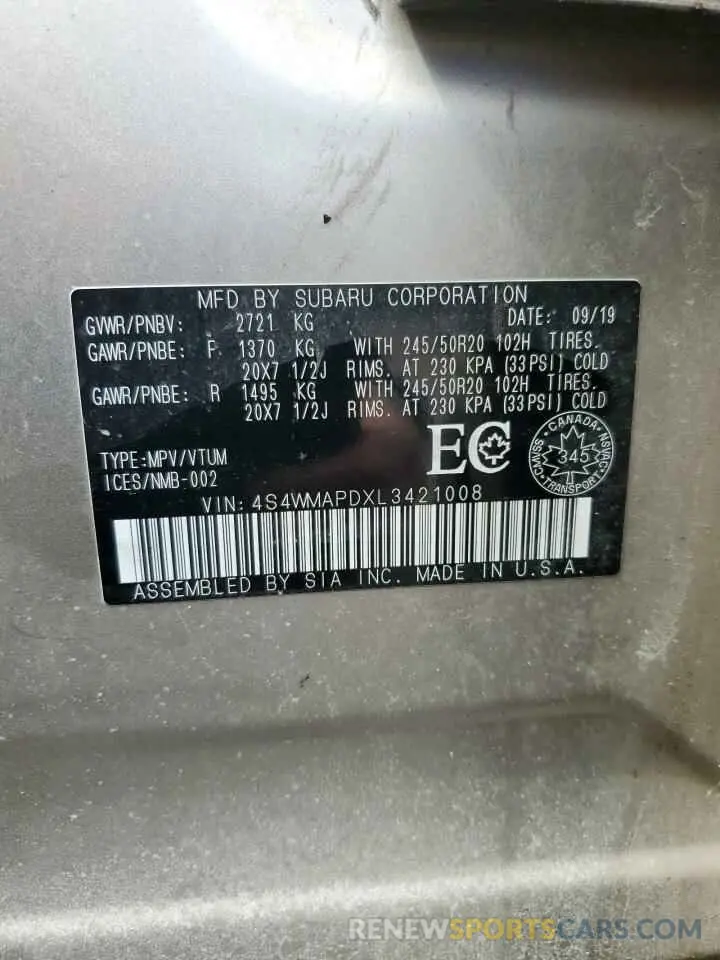 MFD BY SUBARU CORPORATION
GVWR/PNBV: 2721 KG DATE: 09/19
GAWR/PNBE: F 1370 KG WITH 245/50R20 102H TIRES.
20X7 1/2J RIMS. AT 230 KPA (33PSI) COLD
GAWR/PNBE: R 1495 KG WITH 245/50R20 102H TIRES.
20X7 1/2J RIMS. AT 230 KPA (33PSI) COLD
TYPE:MPV/VTUM
ICES/NMB-002
EC
CANADA
CMVSS NSVAC
345
TRANSPORT
VIN: 4S4WMAPDXL3421008
ASSEMBLED BY SIA INC. MADE IN U.S.A.
RENEWSPORTSCARS.COM